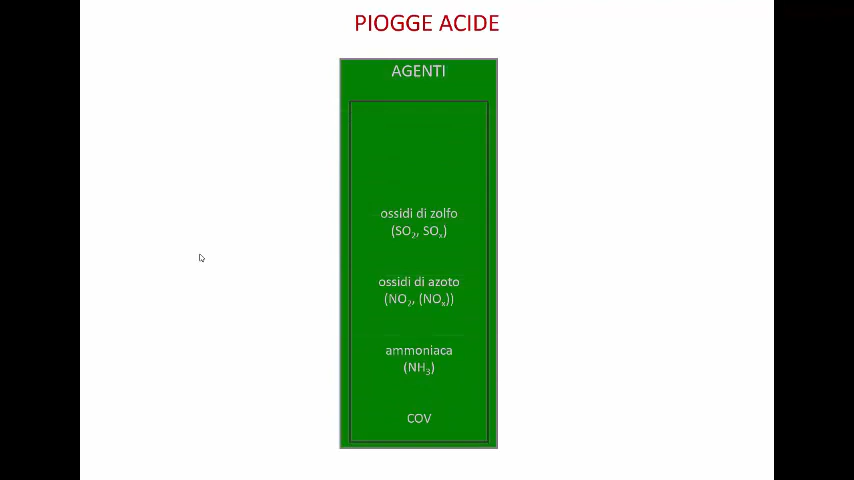 PIOGGE ACIDE
AGENTI
ossidi di zolfo
(SO₂, SOₓ)
ossidi di azoto
(NO₂, (NOₓ))
ammoniaca
(NH₃)
COV